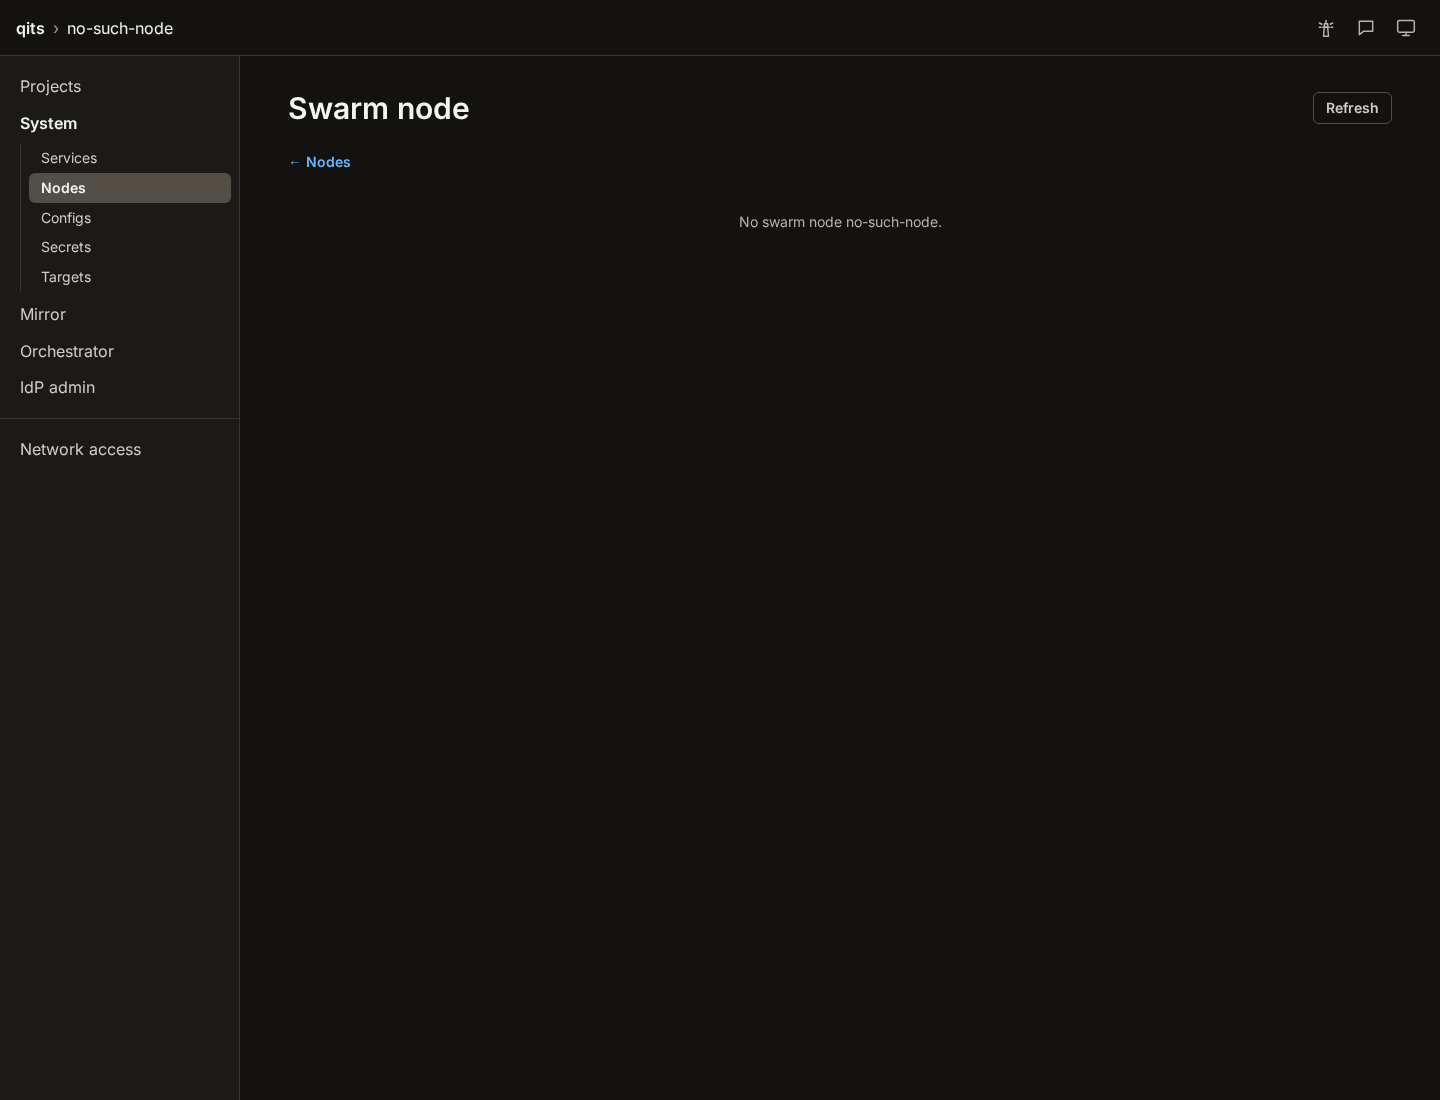 qits › no-such-node
Projects
System
Services
Nodes
Configs
Secrets
Targets
Mirror
Orchestrator
IdP admin
Network access
Swarm node
Refresh
← Nodes
No swarm node no-such-node.